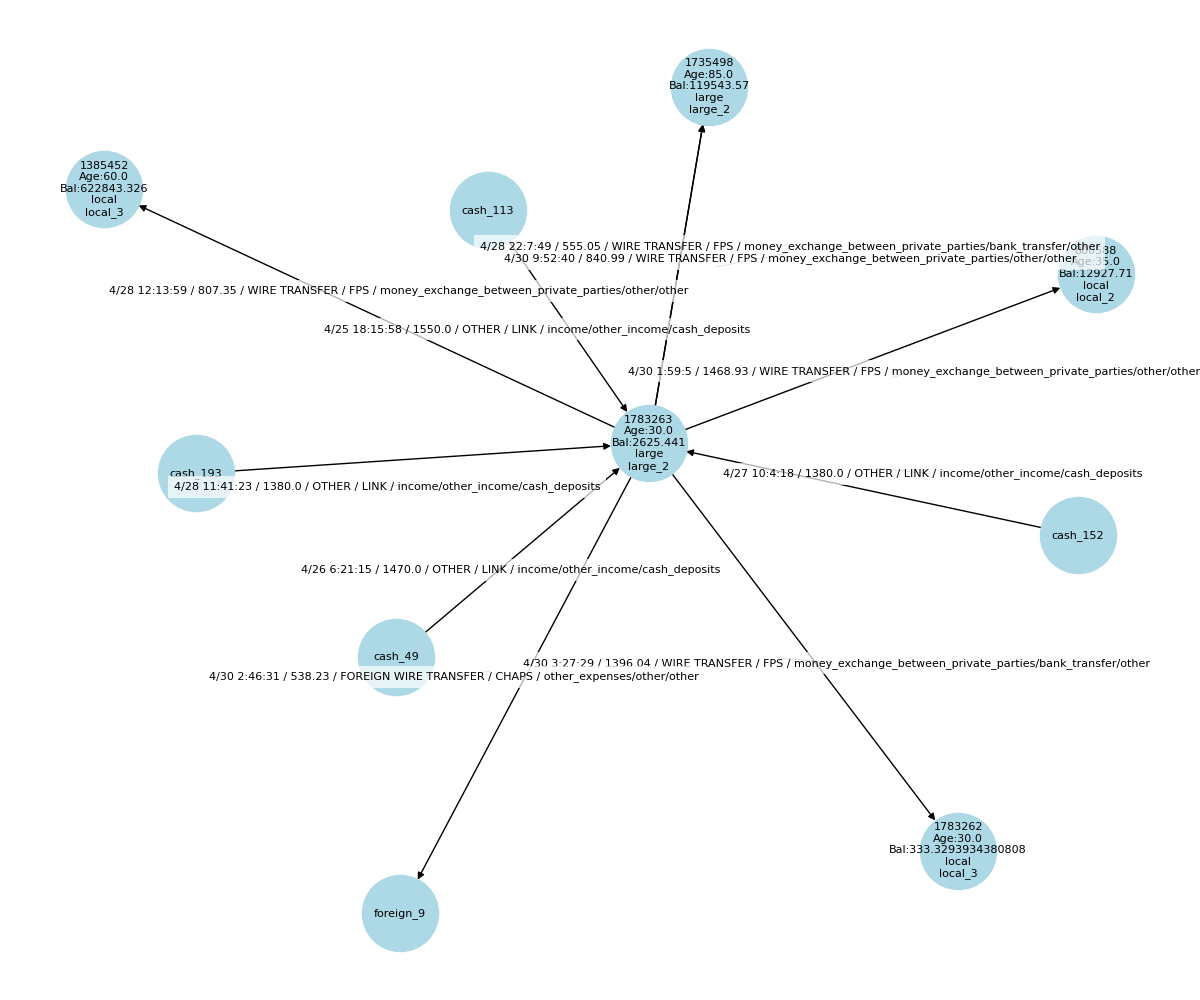 1735498
Age:85.0
Bal:119543.57
large
large_2
1385452
Age:60.0
Bal:622843.326
local
local_3
cash_113
4/28 22:7:49 / 555.05 / WIRE TRANSFER / FPS / money_exchange_between_private_parties/bank_transfer/other
4/30 9:52:40 / 840.99 / WIRE TRANSFER / FPS / money_exchange_between_private_parties/other/other
Age:35.0
Bal:12927.71
local
local_2
4/28 12:13:59 / 807.35 / WIRE TRANSFER / FPS / money_exchange_between_private_parties/other/other
4/25 18:15:58 / 1550.0 / OTHER / LINK / income/other_income/cash_deposits
4/30 1:59:5 / 1468.93 / WIRE TRANSFER / FPS / money_exchange_between_private_parties/other/other
1783263
Age:30.0
Bal:2625.441
large
large_2
cash_193
4/28 11:41:23 / 1380.0 / OTHER / LINK / income/other_income/cash_deposits
4/27 10:4:18 / 1380.0 / OTHER / LINK / income/other_income/cash_deposits
cash_152
4/26 6:21:15 / 1470.0 / OTHER / LINK / income/other_income/cash_deposits
cash_49
4/30 3:27:29 / 1396.04 / WIRE TRANSFER / FPS / money_exchange_between_private_parties/bank_transfer/other
4/30 2:46:31 / 538.23 / FOREIGN WIRE TRANSFER / CHAPS / other_expenses/other/other
1783262
Age:30.0
Bal:333.3293934380808
local
local_3
foreign_9